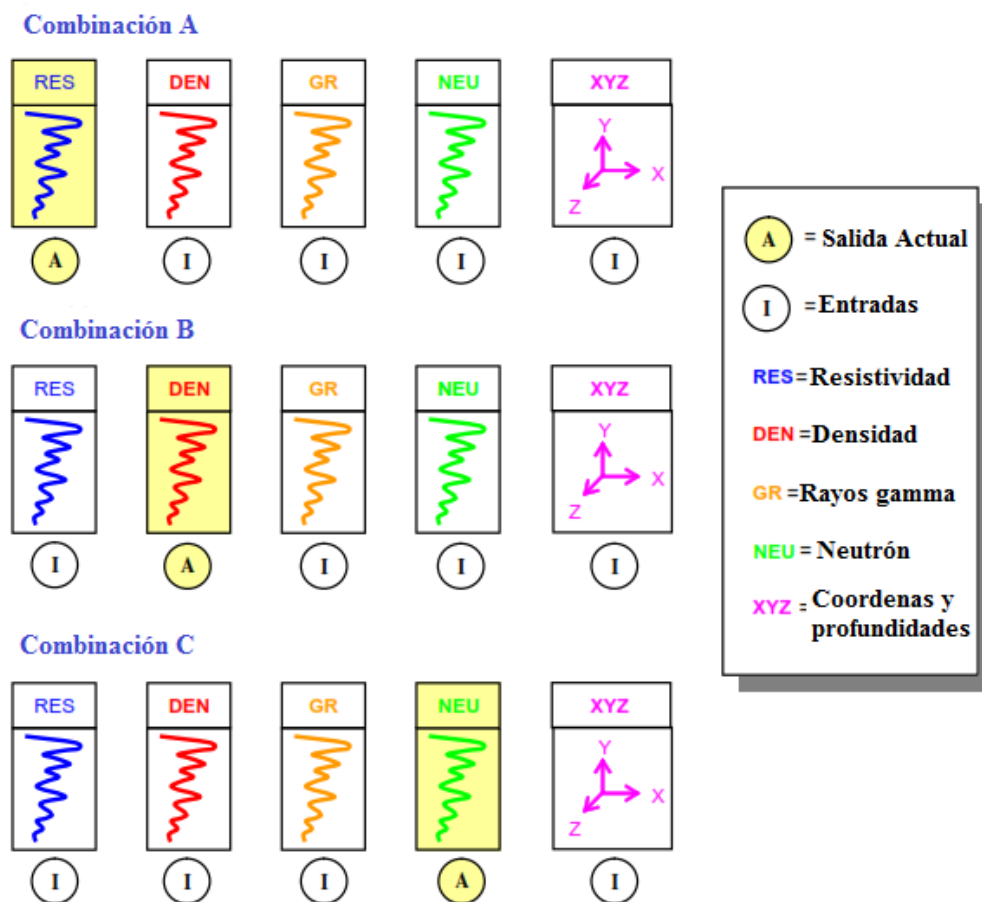 Combinación A
RES DEN GR NEU XYZ
Y
X
Z
A I I I I
Combinación B
RES DEN GR NEU XYZ
Y
X
Z
I A I I I
Combinación C
RES DEN GR NEU XYZ
Y
X
Z
I I I A I
A = Salida Actual
I =Entradas
RES=Resistividad
DEN=Densidad
GR =Rayos gamma
NEU = Neutrón
XYZ = Coordenas y
profundidades